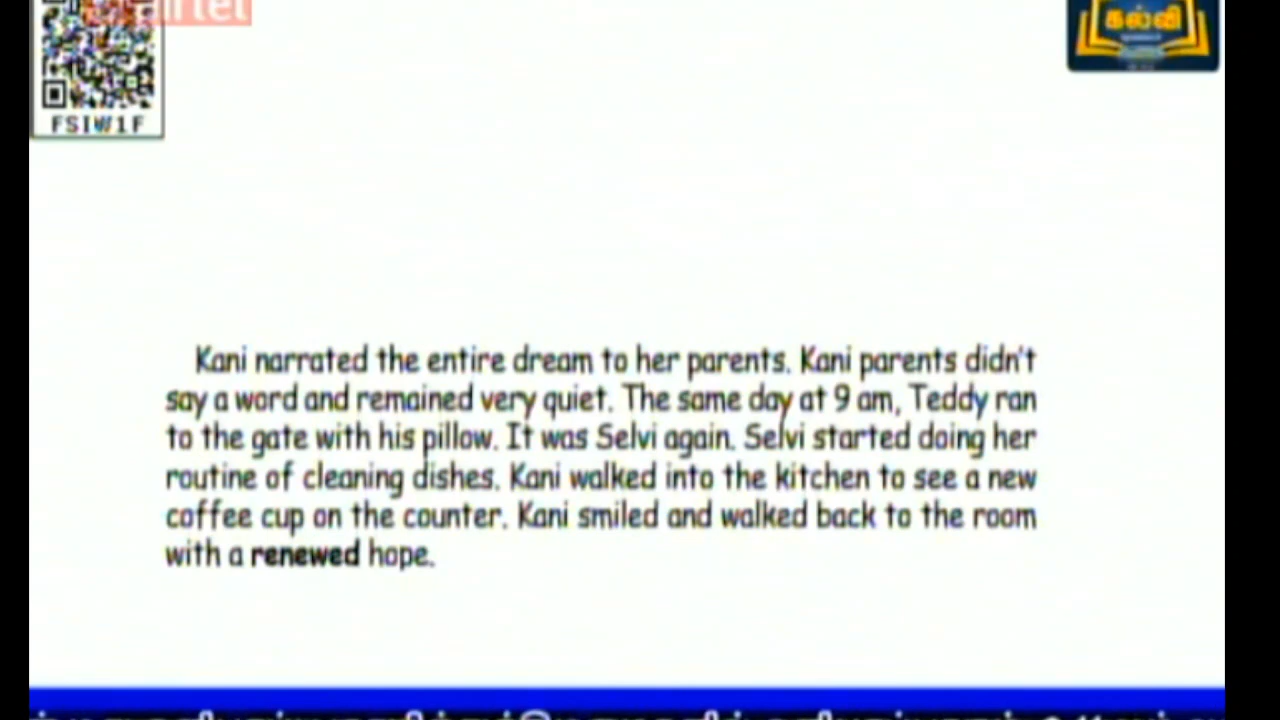 airtel
கல்வி
FSIW1F
Kani narrated the entire dream to her parents. Kani parents didn't
say a word and remained very quiet. The same day at 9 am, Teddy ran
to the gate with his pillow. It was Selvi again. Selvi started doing her
routine of cleaning dishes. Kani walked into the kitchen to see a new
coffee cup on the counter. Kani smiled and walked back to the room
with a renewed hope.